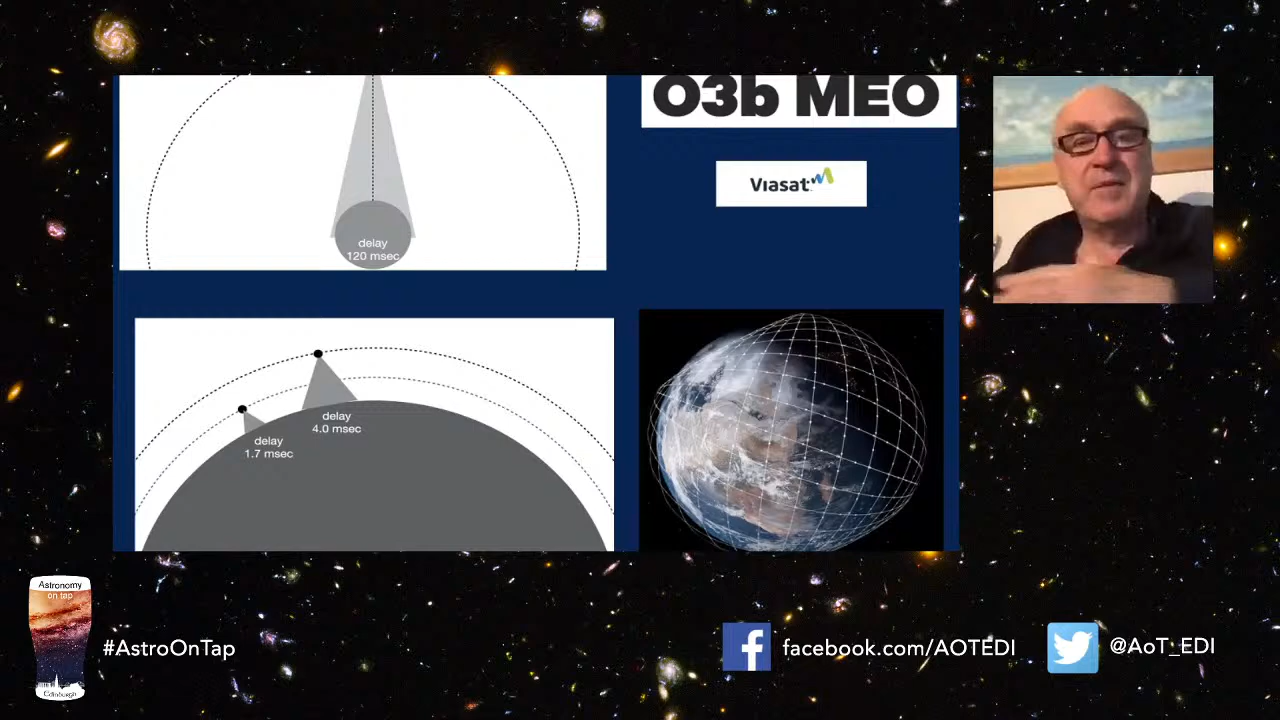 O3b MEO
Viasat
delay
120 msec
delay
4.0 msec
delay
1.7 msec
Astronomy
on tap
Edinburgh
#AstroOnTap
facebook.com/AOTEDI
@AoT_EDI